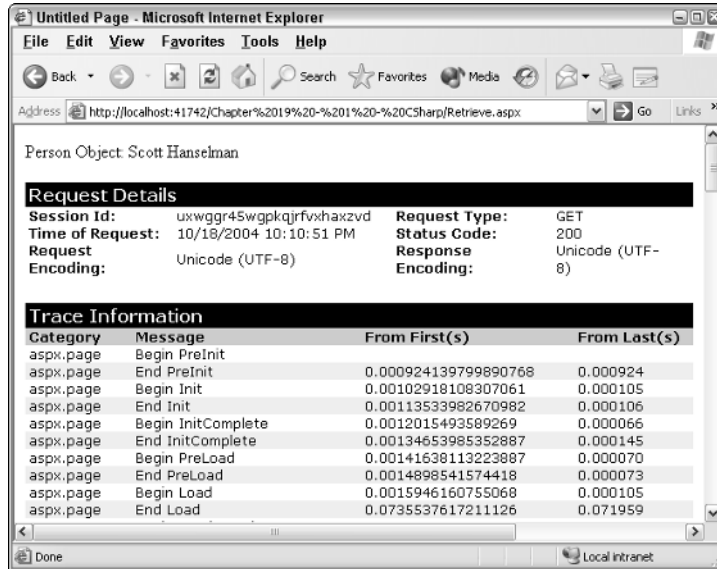 Untitled Page - Microsoft Internet Explorer
File Edit View Favorites Tools Help
Back Search Favorites Media
Address http://localhost:41742/Chapter%2019%20-%201%20-%20CSharp/Retrieve.aspx Go Links »
Person Object: Scott Hanselman
Request Details
Session Id: uxwggr45wgpkqjrfvxhaxzvd Request Type: GET
Time of Request: 10/18/2004 10:10:51 PM Status Code: 200
Request Encoding: Unicode (UTF-8) Response Encoding: Unicode (UTF-8)
Trace Information
Category Message From First(s) From Last(s)
aspx.page Begin PreInit
aspx.page End PreInit 0.000924139799890768 0.000924
aspx.page Begin Init 0.00102918108307061 0.000105
aspx.page End Init 0.00113533982670982 0.000106
aspx.page Begin InitComplete 0.0012015493589269 0.000066
aspx.page End InitComplete 0.00134653985352887 0.000145
aspx.page Begin PreLoad 0.00141638113223887 0.000070
aspx.page End PreLoad 0.0014898541574418 0.000073
aspx.page Begin Load 0.0015946160755068 0.000105
aspx.page End Load 0.0735537617211126 0.071959
Done Local intranet